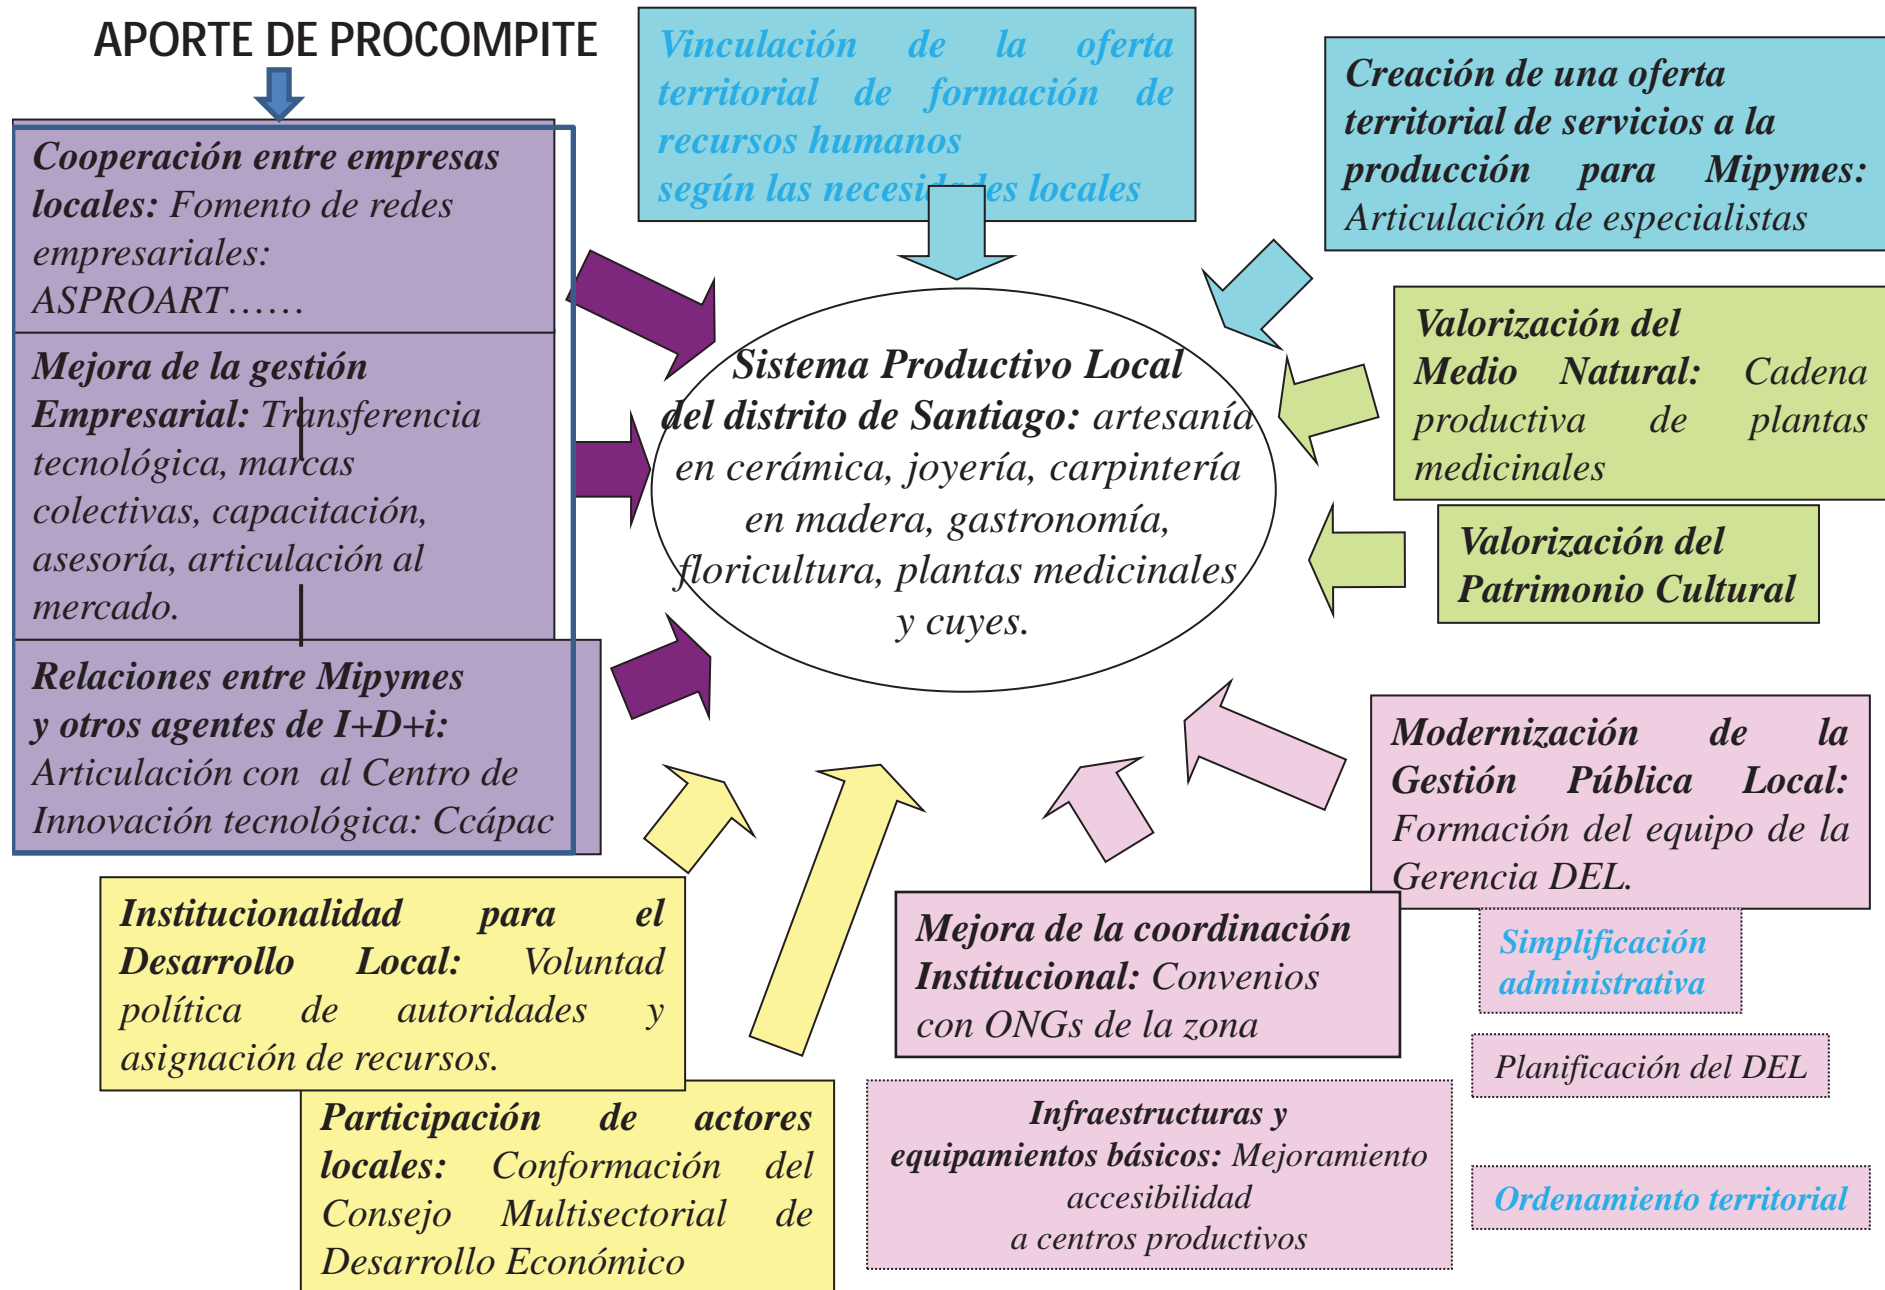 APORTE DE PROCOMPITE
Cooperación entre empresas
locales: Fomento de redes
empresariales:
ASPROART……
Mejora de la gestión
Empresarial: Transferencia
tecnológica, marcas
colectivas, capacitación,
asesoría, articulación al
mercado.
Relaciones entre Mipymes
y otros agentes de I+D+i:
Articulación con al Centro de
Innovación tecnológica: Ccápac
Vinculación de la oferta
territorial de formación de
recursos humanos
según las necesidades locales
Creación de una oferta
territorial de servicios a la
producción para Mipymes:
Articulación de especialistas
Valorización del
Medio Natural: Cadena
productiva de plantas
medicinales
Valorización del
Patrimonio Cultural
Sistema Productivo Local
del distrito de Santiago: artesanía
en cerámica, joyería, carpintería
en madera, gastronomía,
floricultura, plantas medicinales
y cuyes.
Modernización de la
Gestión Pública Local:
Formación del equipo de la
Gerencia DEL.
Simplificación
administrativa
Planificación del DEL
Ordenamiento territorial
Mejora de la coordinación
Institucional: Convenios
con ONGs de la zona
Infraestructuras y
equipamientos básicos: Mejoramiento
accesibilidad
a centros productivos
Institucionalidad para el
Desarrollo Local: Voluntad
política de autoridades y
asignación de recursos.
Participación de actores
locales: Conformación del
Consejo Multisectorial de
Desarrollo Económico